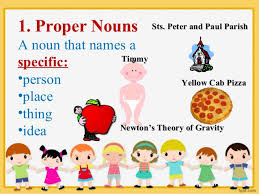 1. Proper Nouns
A noun that names a
specific:
•person
•place
•thing
•idea
Sts. Peter and Paul Parish
Timmy
Yellow Cab Pizza
Newton's Theory of Gravity